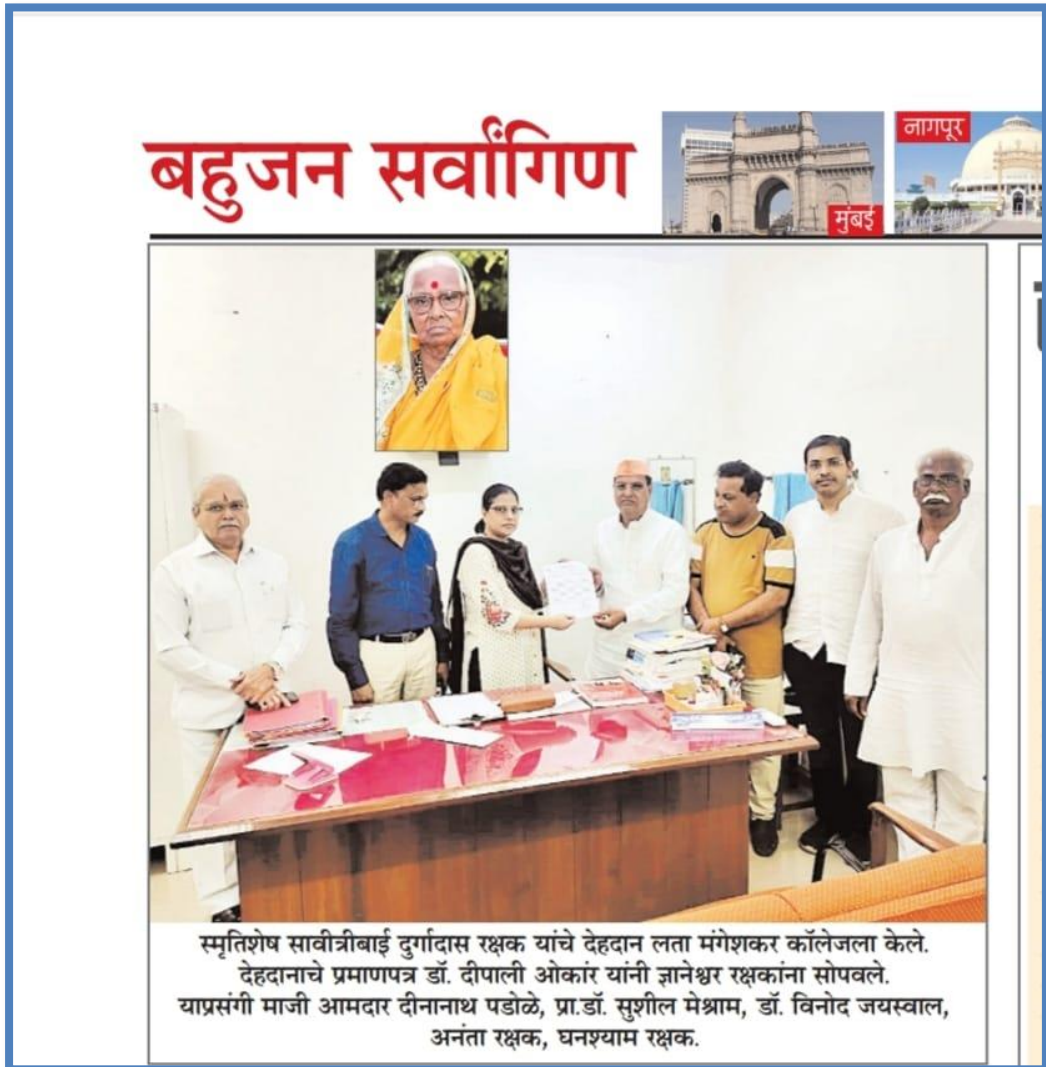 बहुजन सर्वांगिण
मुंबई
नागपूर
स्मृतिशेष सावीत्रीबाई दुर्गादास रक्षक यांचे देहदान लता मंगेशकर कॉलेजला केले.
देहदानाचे प्रमाणपत्र डॉ. दीपाली ओकांर यांनी ज्ञानेश्वर रक्षकांना सोपवले.
याप्रसंगी माजी आमदार दीनानाथ पडोळे, प्रा.डॉ. सुशील मेश्राम, डॉ. विनोद जयस्वाल,
अनंता रक्षक, घनश्याम रक्षक.